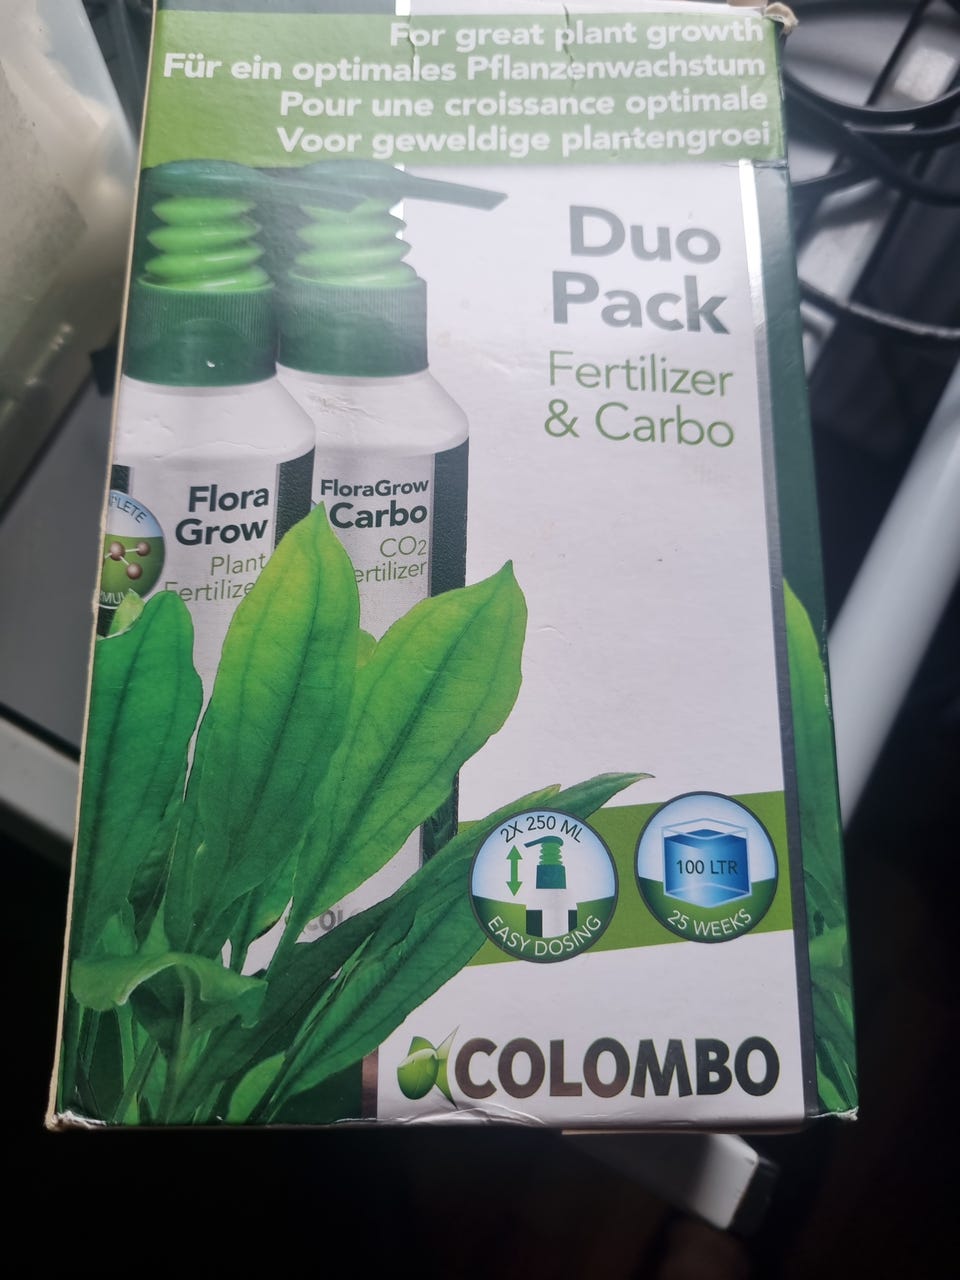 For great plant growth
Für ein optimales Pflanzenwachstum
Pour une croissance optimale
Voor geweldige plantengroei
Duo
Pack
Fertilizer
& Carbo
Flora
Grow
Plant
FloraGrow
Carbo
CO2
2X 250 ML
EASY DOSING
100 LTR
25 WEEKS
COLOMBO